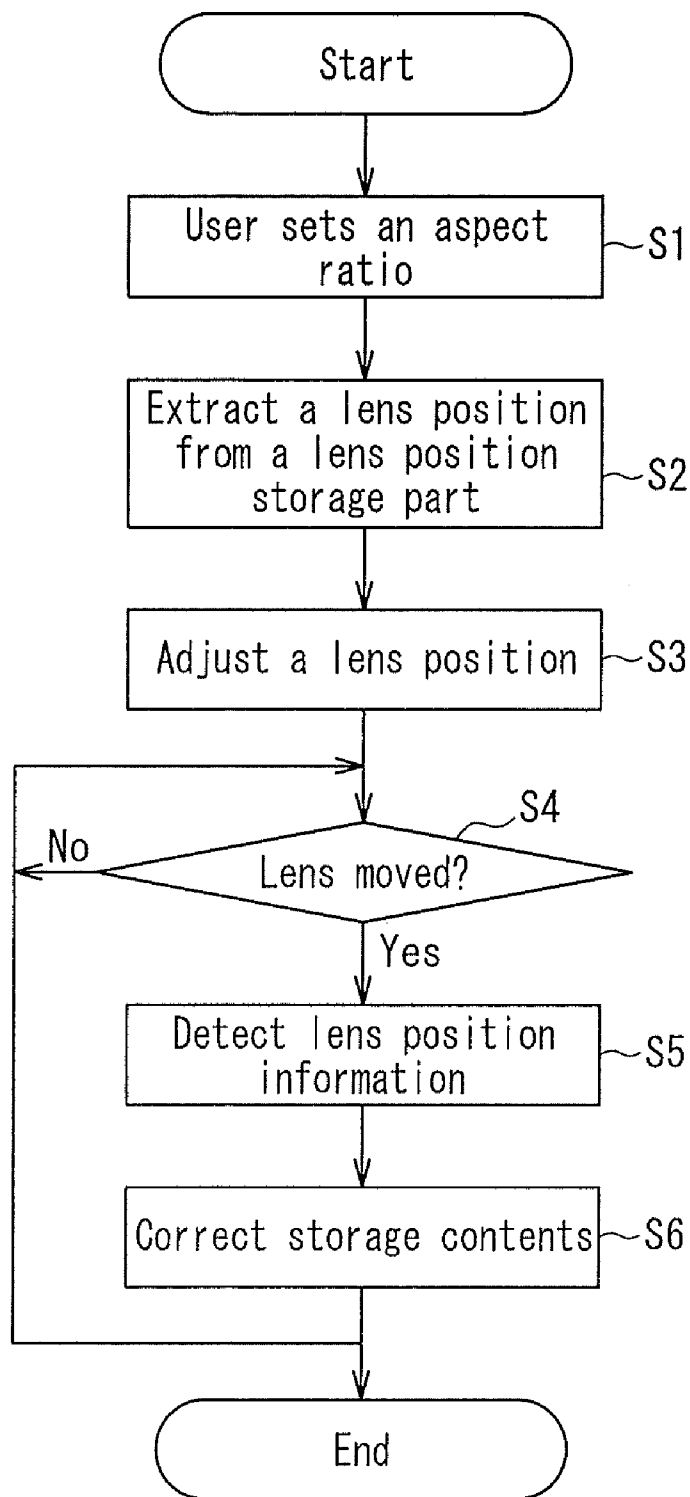 Start
User sets an aspect
ratio
S1
Extract a lens position
from a lens position
storage part
S2
Adjust a lens position
S3
S4
No
Lens moved?
Yes
Detect lens position
information
S5
Correct storage contents
S6
End